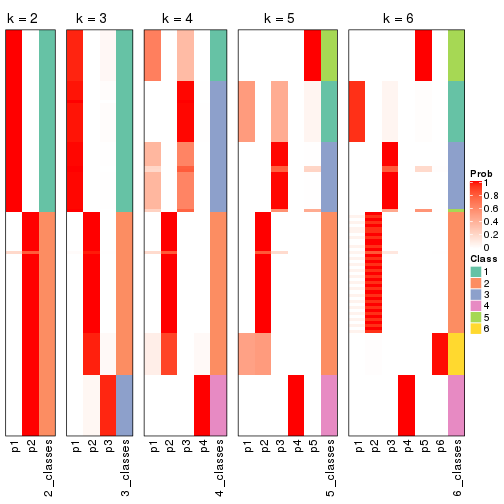 k = 2
k = 3
k = 4
k = 5
k = 6
Prob
1
0.8
0.6
0.4
0.2
0
Class
1
2
3
4
5
6
p1
p2
2_classes
p1
p2
p3
3_classes
p1
p2
p3
p4
4_classes
p1
p2
p3
p4
p5
5_classes
p1
p2
p3
p4
p5
p6
6_classes